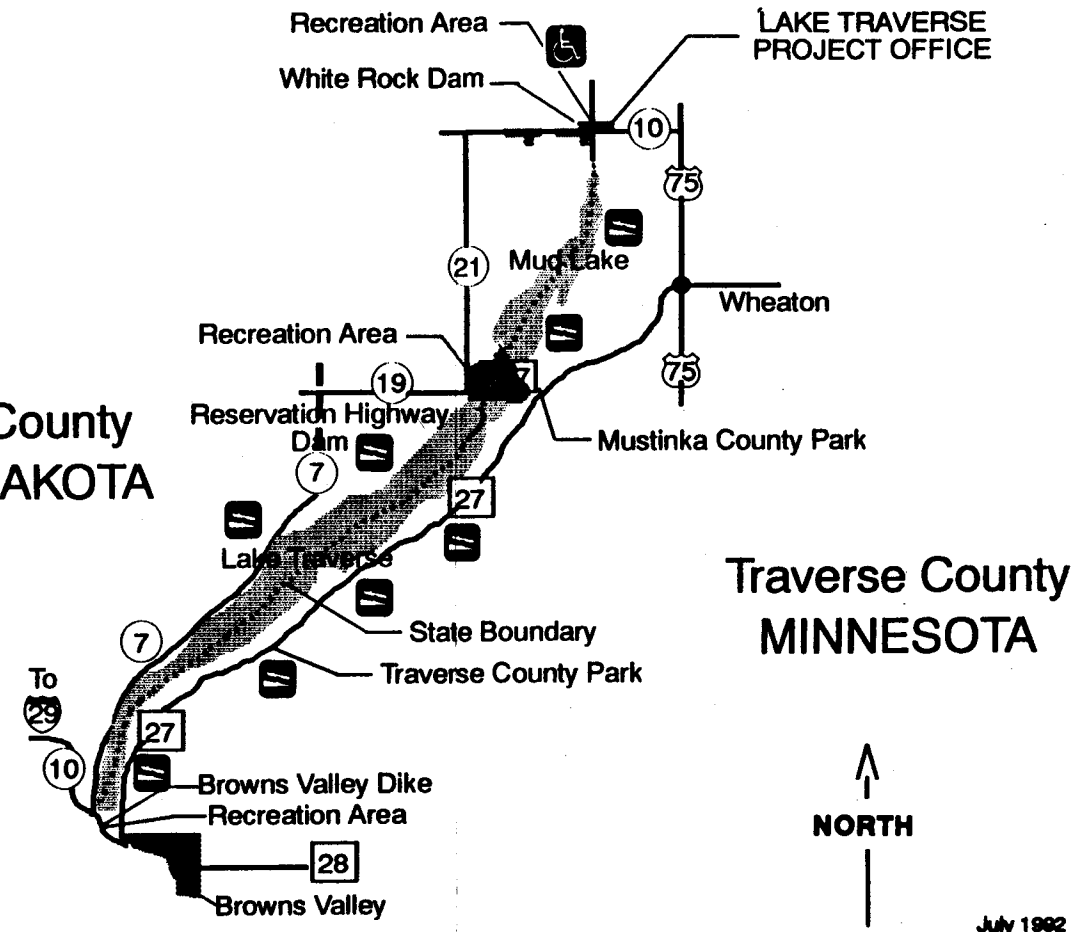 Recreation Area
LAKE TRAVERSE
PROJECT OFFICE
White Rock Dam
10
75
21
Mud Lake
Wheaton
Recreation Area
75
19
County
Reservation Highway
Dam
Mustinka County Park
7
27
Lake Traverse
Traverse County
MINNESOTA
State Boundary
7
Traverse County Park
To
29
27
10
Browns Valley Dike
Recreation Area
NORTH
28
Browns Valley
July 1992